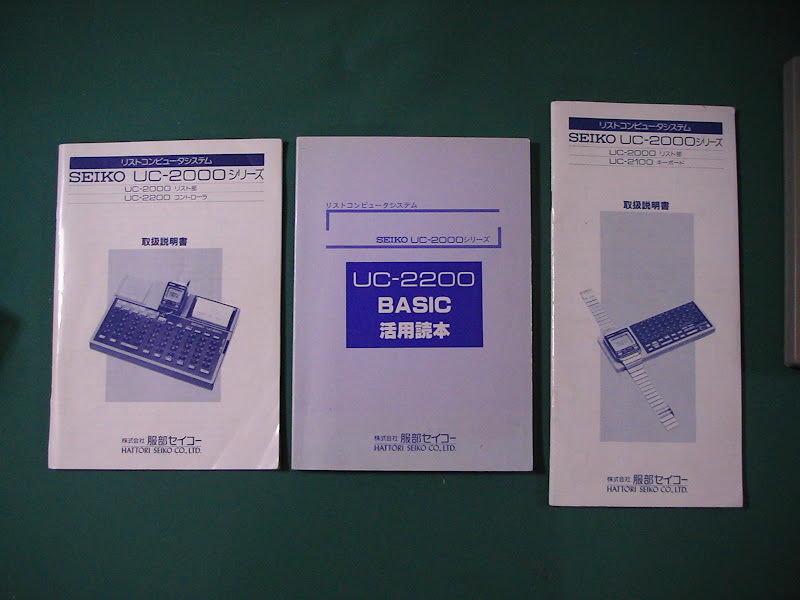 リストコンピュータシステム
SEIKO UC-2000シリーズ
UC-2000 リスト部
UC-2200 コントローラ
取扱説明書
株式会社 服部セイコー
HATTORI SEIKO CO., LTD.
リストコンピュータシステム
SEIKO UC-2000シリーズ
UC-2200
BASIC
活用読本
株式会社 服部セイコー
HATTORI SEIKO CO., LTD.
リストコンピュータシステム
SEIKO UC-2000シリーズ
UC-2000 リスト部
UC-2100 キーボード
取扱説明書
株式会社 服部セイコー
HATTORI SEIKO CO., LTD.